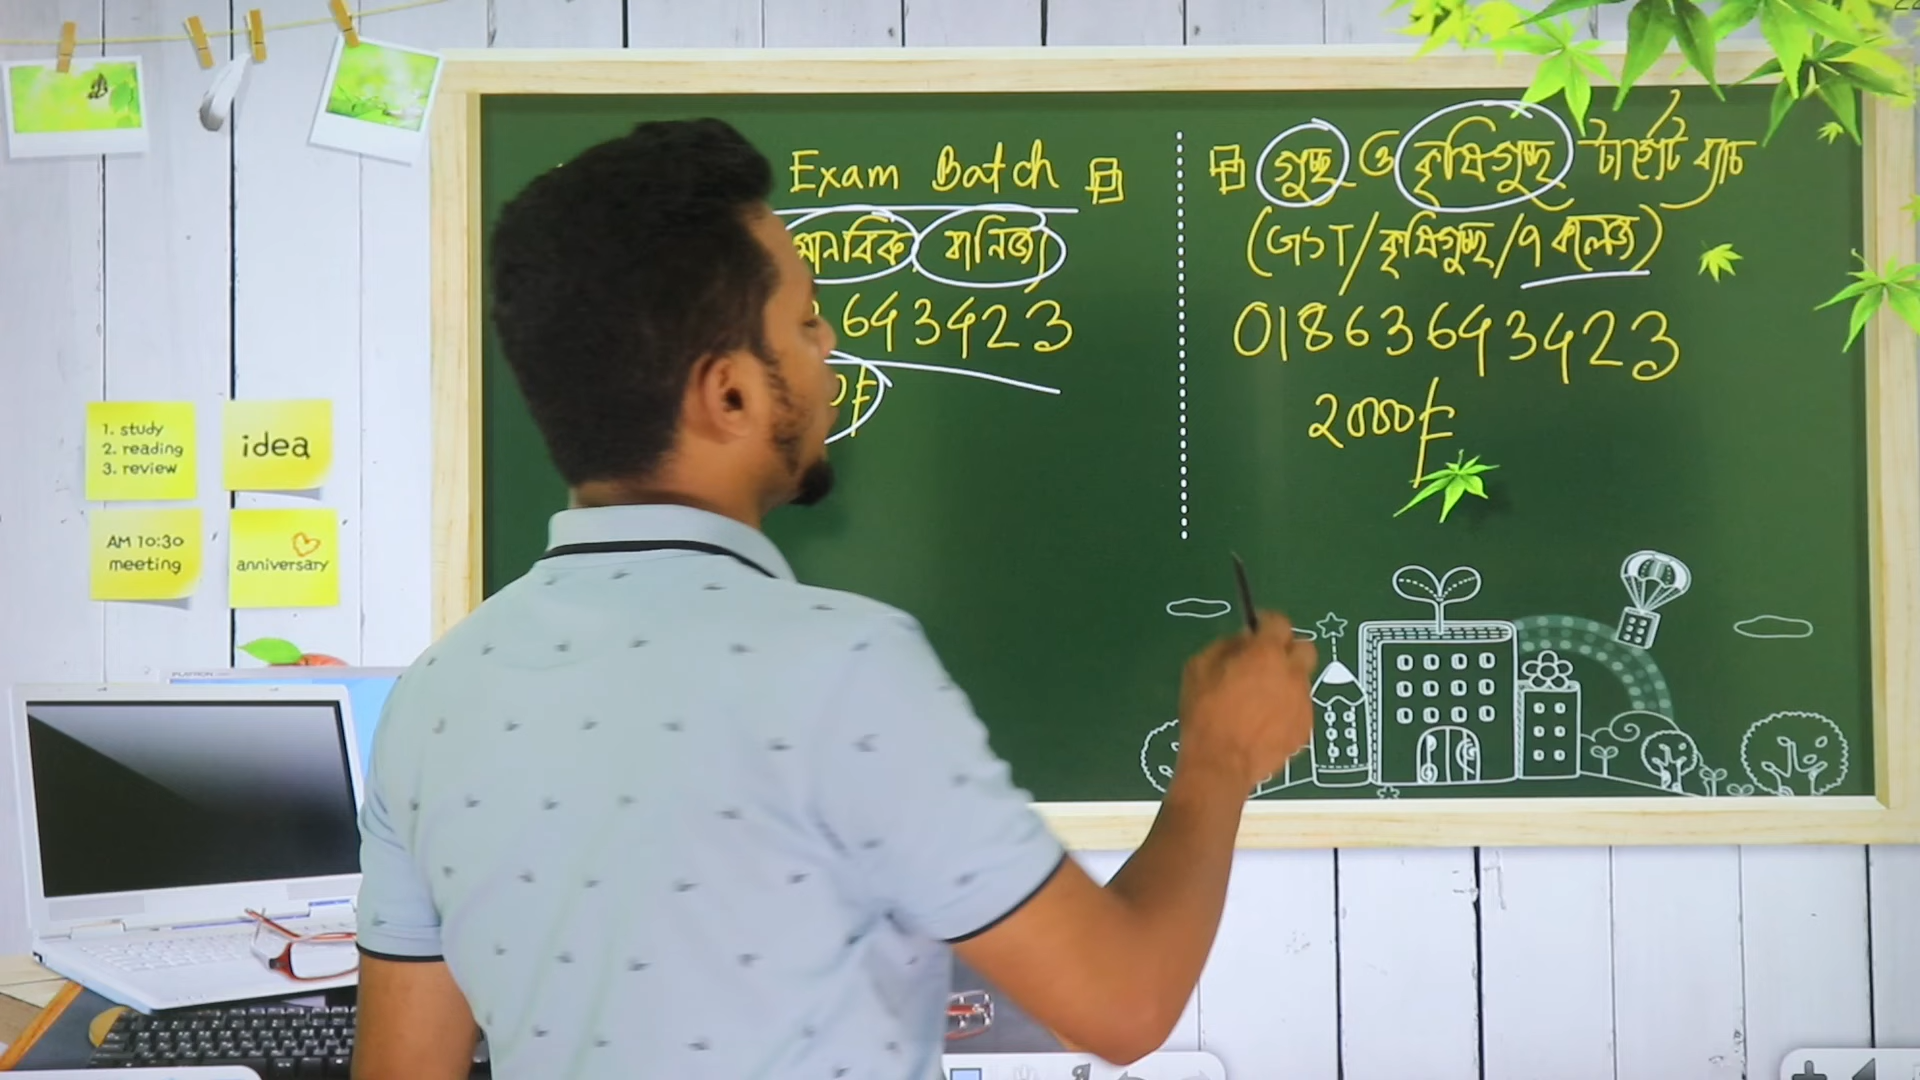 Exam Batch
মানবিক, বানিজ্য
643423
গুচ্ছ ও কৃষিগুচ্ছ টার্গেট ব্যাচ
(GST/কৃষিগুচ্ছ/৭ কলেজ)
01863643423
2000৳
1. study
2. reading
3. review
idea
AM 10:30
meeting
anniversary